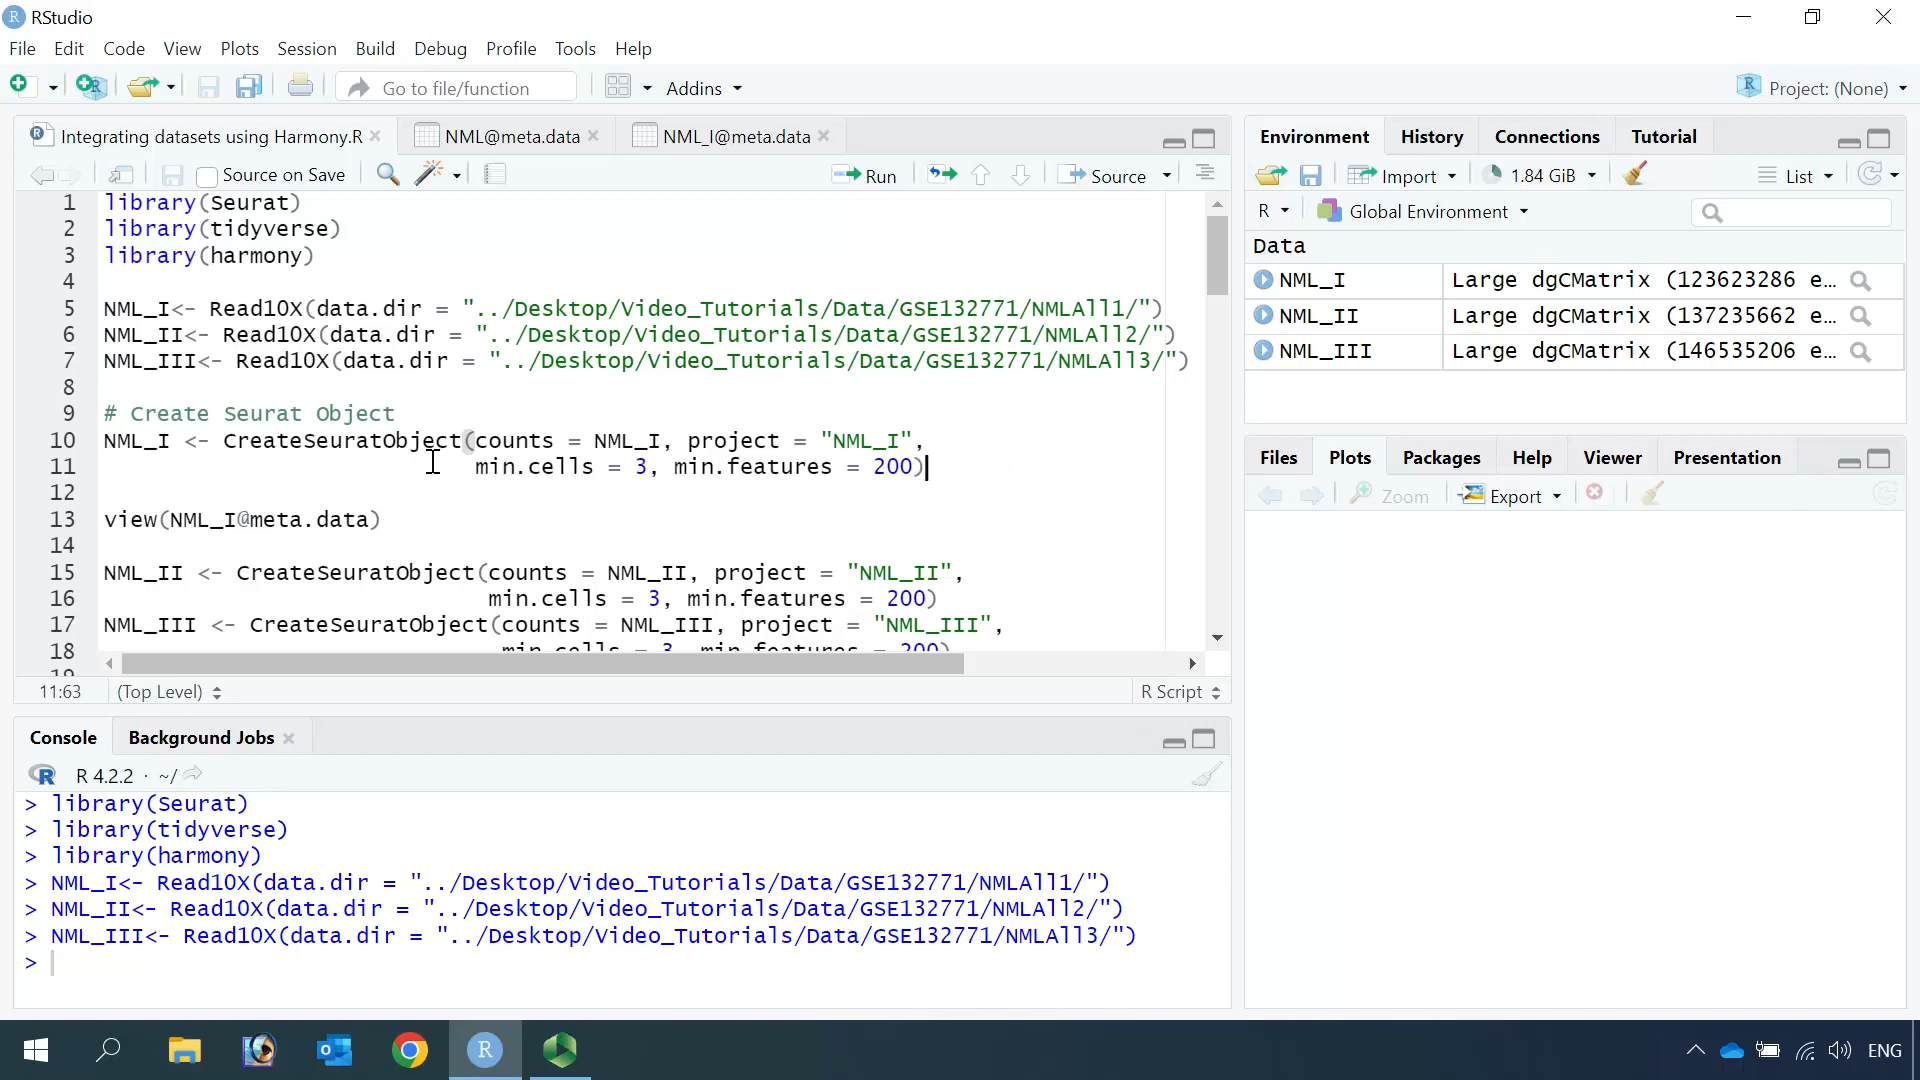 RStudio
File Edit Code View Plots Session Build Debug Profile Tools Help
Go to file/function Addins Project: (None)
Integrating datasets using Harmony.R NML@meta.data NML_I@meta.data
Source on Save Run Source
1 library(Seurat)
2 library(tidyverse)
3 library(harmony)
4
5 NML_I<- Read10X(data.dir = "../Desktop/Video_Tutorials/Data/GSE132771/NMLAll1/")
6 NML_II<- Read10X(data.dir = "../Desktop/Video_Tutorials/Data/GSE132771/NMLAll2/")
7 NML_III<- Read10X(data.dir = "../Desktop/Video_Tutorials/Data/GSE132771/NMLAll3/")
8
9 # Create Seurat Object
10 NML_I <- CreateSeuratObject(counts = NML_I, project = "NML_I",
11 min.cells = 3, min.features = 200)
12
13 view(NML_I@meta.data)
14
15 NML_II <- CreateSeuratObject(counts = NML_II, project = "NML_II",
16 min.cells = 3, min.features = 200)
17 NML_III <- CreateSeuratObject(counts = NML_III, project = "NML_III",
18 min.cells = 3, min.features = 200)
19
11:63 (Top Level) R Script
Console Background Jobs
R 4.2.2 · ~/
> library(Seurat)
> library(tidyverse)
> library(harmony)
> NML_I<- Read10X(data.dir = "../Desktop/Video_Tutorials/Data/GSE132771/NMLAll1/")
> NML_II<- Read10X(data.dir = "../Desktop/Video_Tutorials/Data/GSE132771/NMLAll2/")
> NML_III<- Read10X(data.dir = "../Desktop/Video_Tutorials/Data/GSE132771/NMLAll3/")
>
Environment History Connections Tutorial
Import 1.84 GiB List
R Global Environment
Data
NML_I Large dgCMatrix (123623286 e…
NML_II Large dgCMatrix (137235662 e…
NML_III Large dgCMatrix (146535206 e…
Files Plots Packages Help Viewer Presentation
Zoom Export
ENG